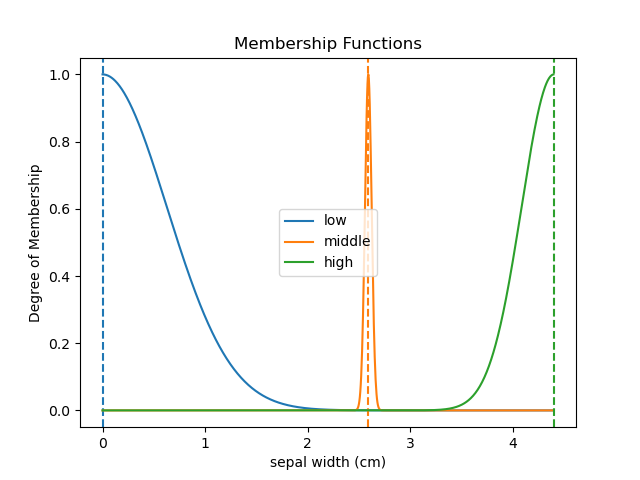 Membership Functions
Degree of Membership
1.0
0.8
0.6
0.4
0.2
0.0
low
middle
high
0
1
2
3
4
sepal width (cm)